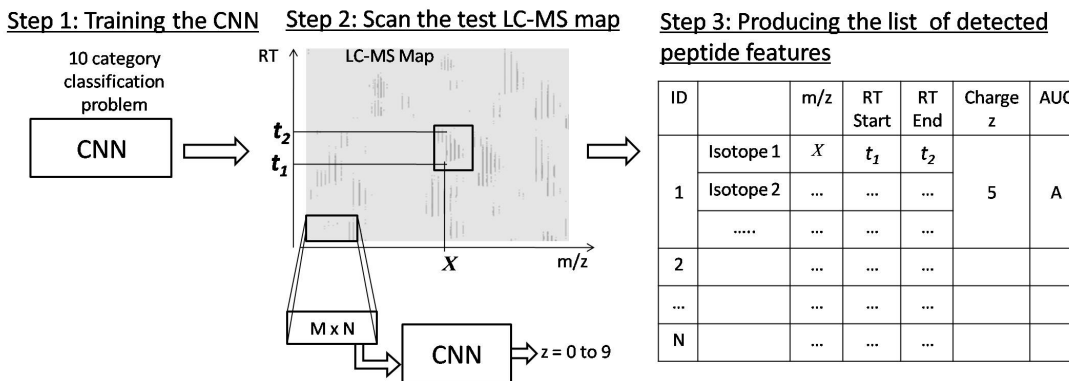 Step 1: Training the CNN
10 category
classification
problem
CNN
Step 2: Scan the test LC-MS map
RT
LC-MS Map
t2
t1
X
m/z
M x N
CNN
z = 0 to 9
Step 3: Producing the list of detected
peptide features
ID m/z RT Start RT End Charge z AUC
1 Isotope 1 X t1 t2 5 A
Isotope 2 ... ... ...
..... ... ... ...
2 ... ... ...
... ... ... ...
N ... ... ...